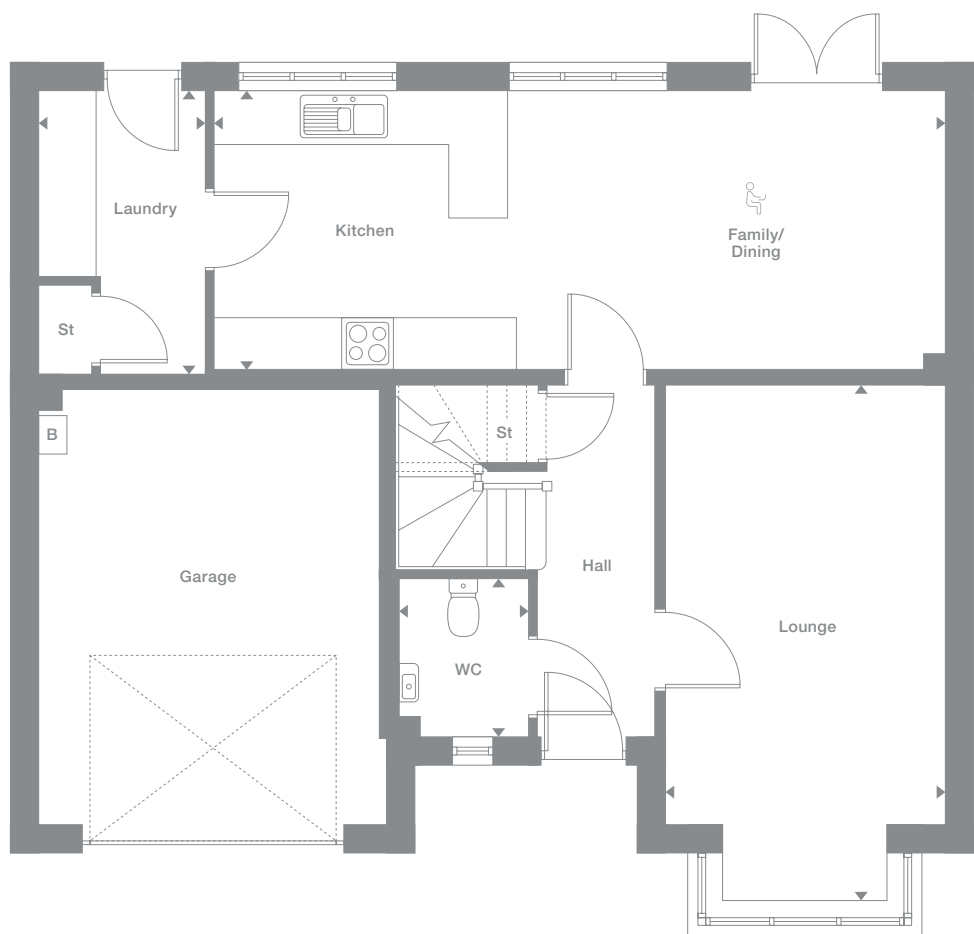 Laundry
Kitchen
Family/
Dining
St
B
St
Garage
Hall
Lounge
WC